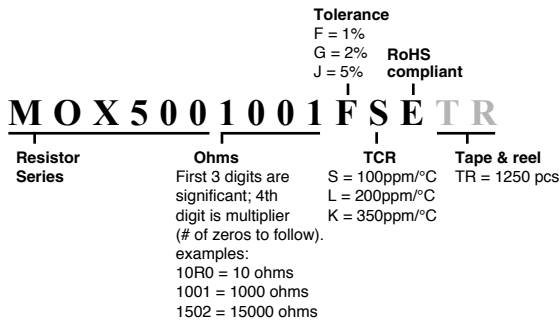 Tolerance
F = 1%
G = 2%
J = 5%
RoHS
compliant
MOX5001001FSETR
Resistor
Series
Ohms
First 3 digits are
significant; 4th
digit is multiplier
(# of zeros to follow).
examples:
10R0 = 10 ohms
1001 = 1000 ohms
1502 = 15000 ohms
TCR
S = 100ppm/°C
L = 200ppm/°C
K = 350ppm/°C
Tape & reel
TR = 1250 pcs